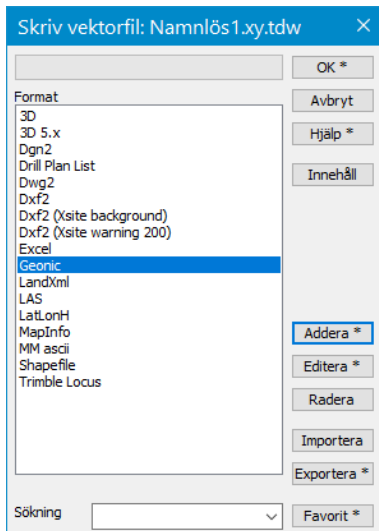 Skriv vektorfil: Namnlös1.xy.tdw
OK *
Format
Avbryt
3D
3D 5.x
Hjälp *
Dgn2
Drill Plan List
Dwg2
Innehåll
Dxf2
Dxf2 (Xsite background)
Dxf2 (Xsite warning 200)
Excel
Geonic
LandXml
LAS
LatLonH
MapInfo
MM ascii
Shapefile
Trimble Locus
Addera *
Editera *
Radera
Importera
Exportera *
Sökning
Favorit *